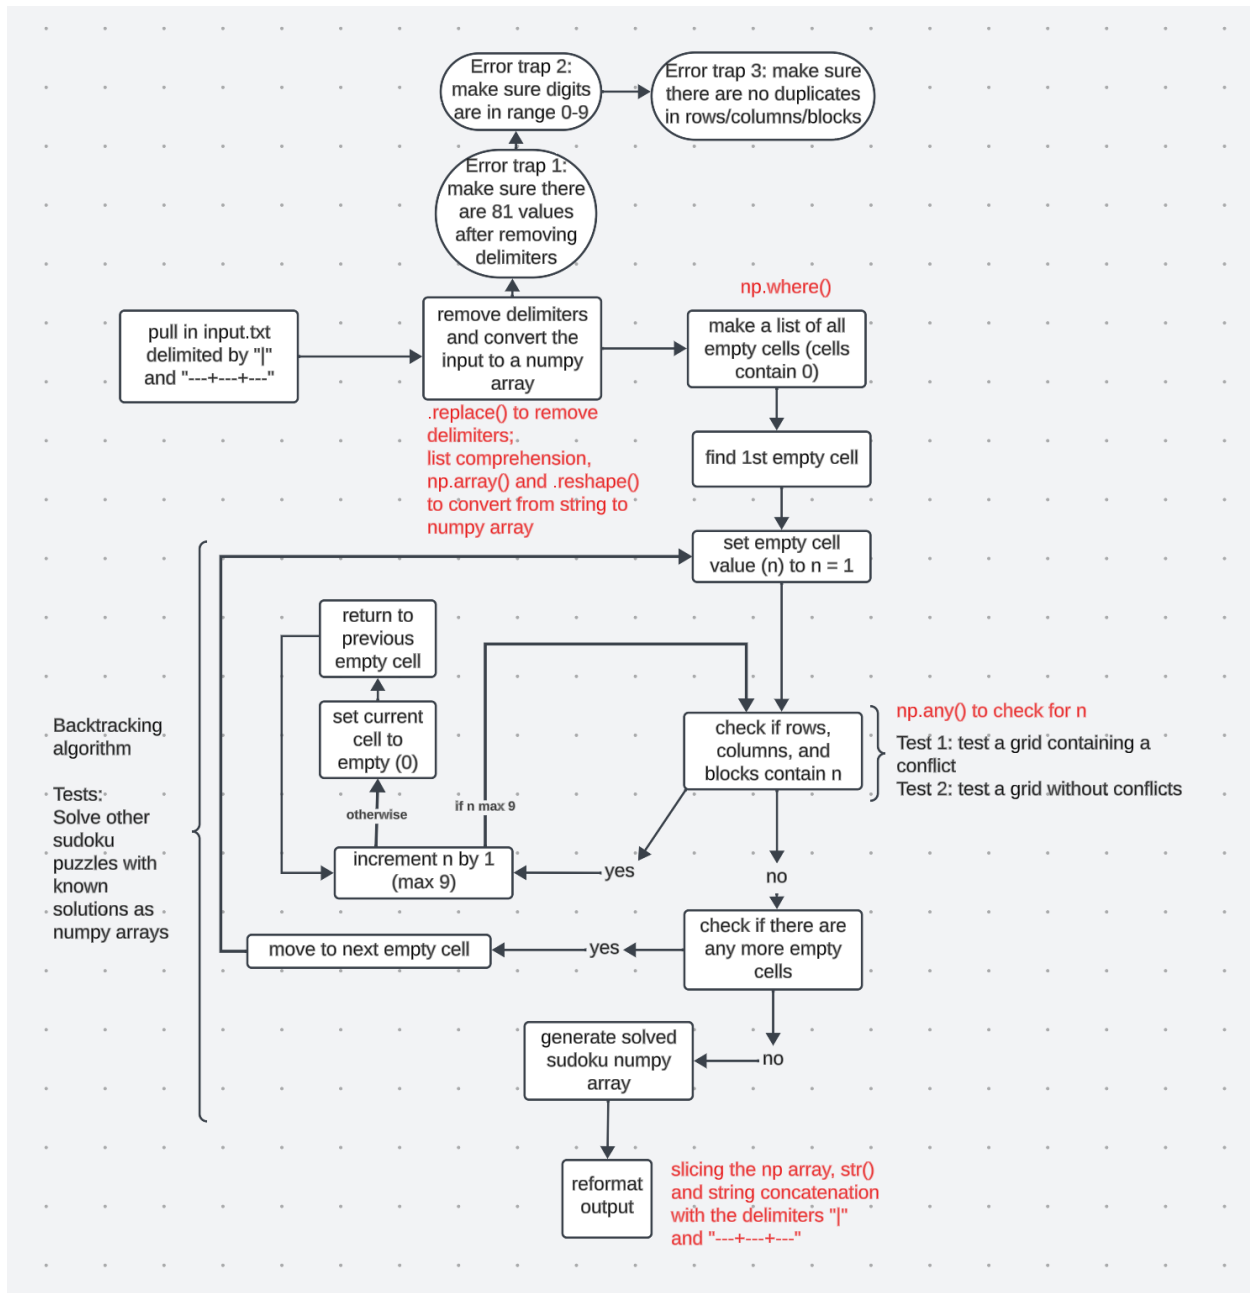 Error trap 2:
make sure digits
are in range 0-9
Error trap 3: make sure
there are no duplicates
in rows/columns/blocks
Error trap 1:
make sure there
are 81 values
after removing
delimiters
np.where()
pull in input.txt
delimited by "|"
and "---+---+---"
remove delimiters
and convert the
input to a numpy
array
make a list of all
empty cells (cells
contain 0)
.replace() to remove
delimiters;
list comprehension,
np.array() and .reshape()
to convert from string to
numpy array
find 1st empty cell
set empty cell
value (n) to n = 1
return to
previous
empty cell
set current
cell to
empty (0)
otherwise
if n max 9
increment n by 1
(max 9)
check if rows,
columns, and
blocks contain n
np.any() to check for n
Test 1: test a grid containing a
conflict
Test 2: test a grid without conflicts
Backtracking
algorithm
Tests:
Solve other
sudoku
puzzles with
known
solutions as
numpy arrays
yes
no
move to next empty cell
yes
check if there are
any more empty
cells
generate solved
sudoku numpy
array
no
reformat
output
slicing the np array, str()
and string concatenation
with the delimiters "|"
and "---+---+---"